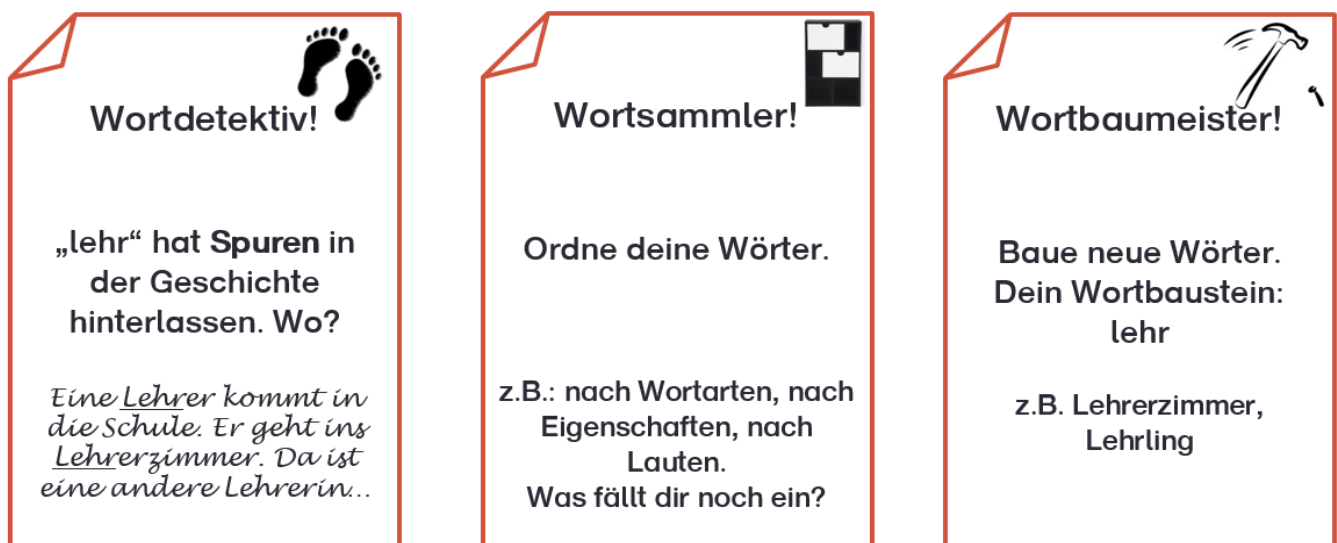 Wortdetektiv!
„lehr“ hat Spuren in
der Geschichte
hinterlassen. Wo?
Eine Lehrer kommt in
die Schule. Er geht ins
Lehrerzimmer. Da ist
eine andere Lehrerin...
Wortsammler!
Ordne deine Wörter.
z.B.: nach Wortarten, nach
Eigenschaften, nach
Lauten.
Was fällt dir noch ein?
Wortbaumeister!
Baue neue Wörter.
Dein Wortbaustein:
lehr
z.B. Lehrerzimmer,
Lehrling